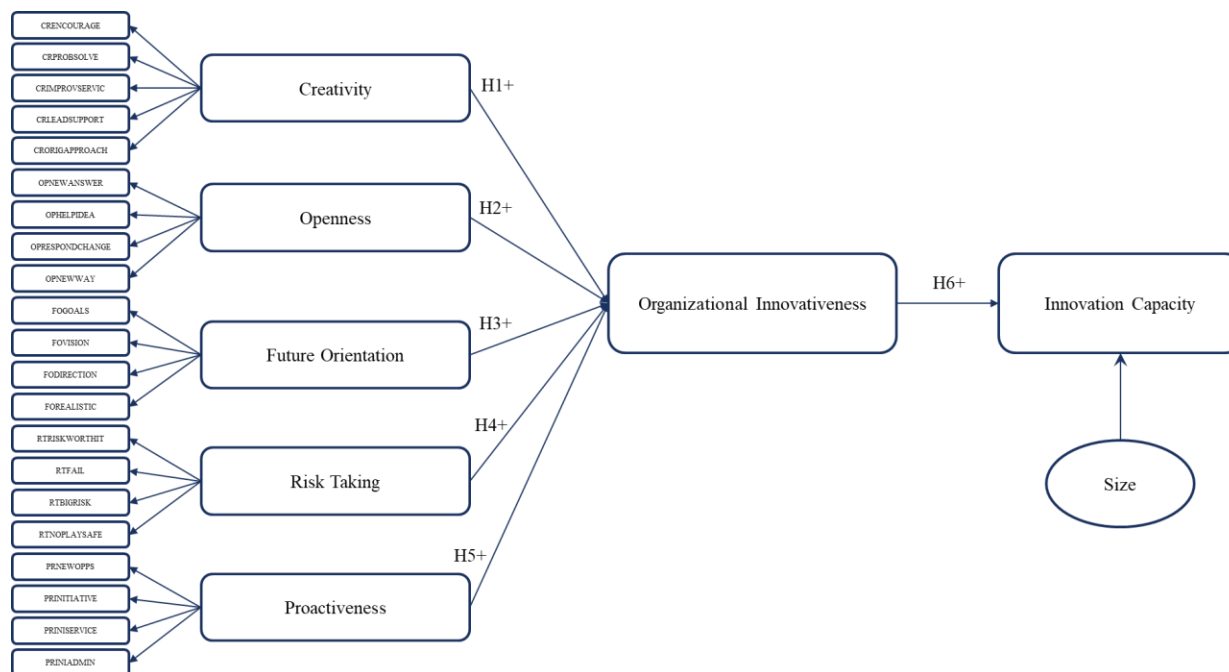 CRENCOURAGE
CRPROBSOLVE
CRIMPROVSERVIC
CRLEADSUPPORT
CRORIGAPPROACH
OPNEWANSWER
OPHELPIDEA
OPRESPONDCHANGE
OPNEWWAY
FOGOALS
FOVISION
FODIRECTION
FOREALISTIC
RTRISKWORTHIT
RTFAIL
RTBIGRISK
RTNOPLAYSAFE
PRNEWOPPS
PRINITIATIVE
PRINISERVICE
PRINIADMIN
Creativity
Openness
Future Orientation
Risk Taking
Proactiveness
H1+
H2+
H3+
H4+
H5+
Organizational Innovativeness
H6+
Innovation Capacity
Size